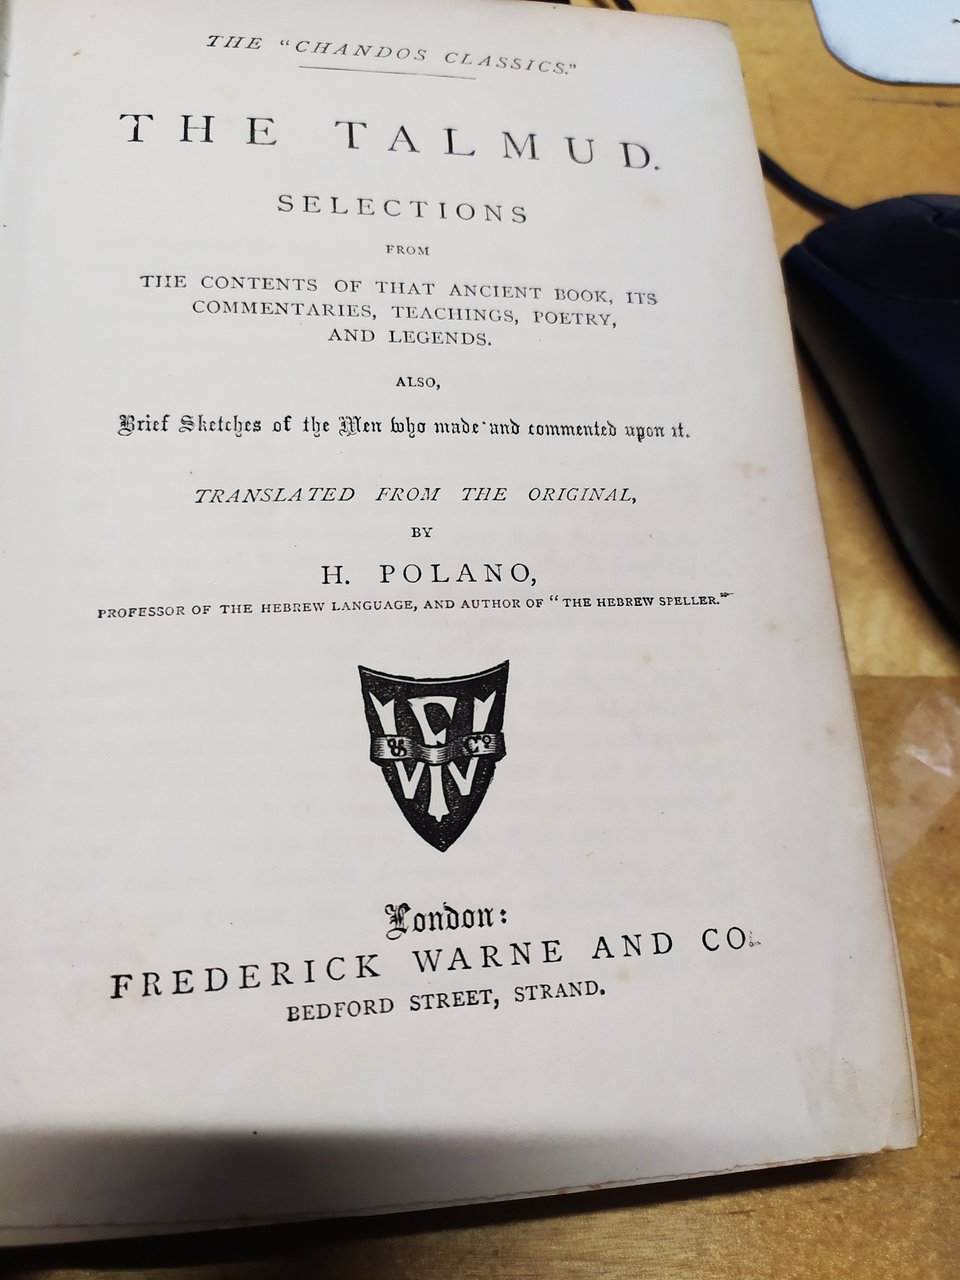 THE "CHANDOS CLASSICS."
THE TALMUD.
SELECTIONS
FROM
THE CONTENTS OF THAT ANCIENT BOOK, ITS
COMMENTARIES, TEACHINGS, POETRY,
AND LEGENDS.
ALSO,
Brief Sketches of the Men who made and commented upon it.
TRANSLATED FROM THE ORIGINAL,
BY
H. POLANO,
PROFESSOR OF THE HEBREW LANGUAGE, AND AUTHOR OF "THE HEBREW SPELLER."
& Co
London:
FREDERICK WARNE AND CO.
BEDFORD STREET, STRAND.